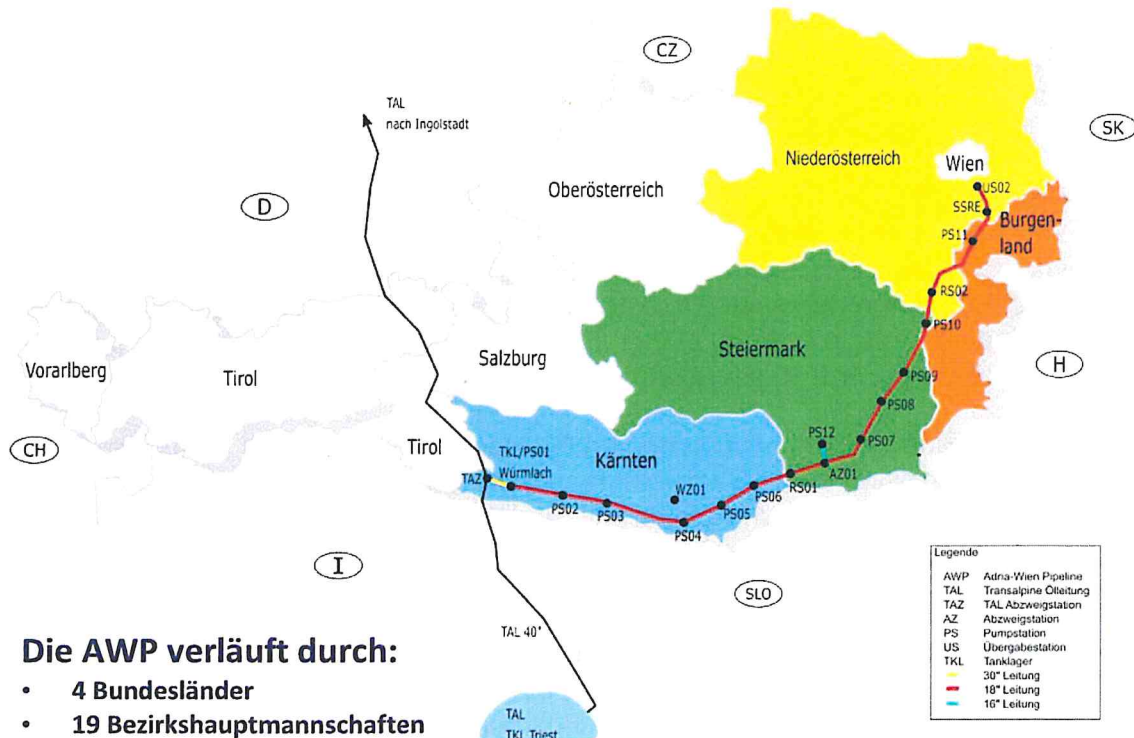 CZ
TAL
nach Ingolstadt
SK
Niederösterreich
Wien
US02
Oberösterreich
D
SSRE
Burgen-
land
PS11
RS02
PS10
Steiermark
Salzburg
Vorarlberg
Tirol
H
PS09
PS08
CH
Tirol
PS12
PS07
TKL/PS01
Würmlach
Kärnten
AZ01
TAZ
WZ01
RS01
PS06
PS02
PS03
PS05
PS04
I
SLO
TAL 40"
Legende
AWP Adria-Wien Pipeline
TAL Transalpine Ölleitung
TAZ TAL Abzweigstation
AZ Abzweigstation
PS Pumpstation
US Übergabestation
TKL Tanklager
30" Leitung
18" Leitung
16" Leitung
Die AWP verläuft durch:
• 4 Bundesländer
• 19 Bezirkshauptmannschaften
TAL
TKL Triest